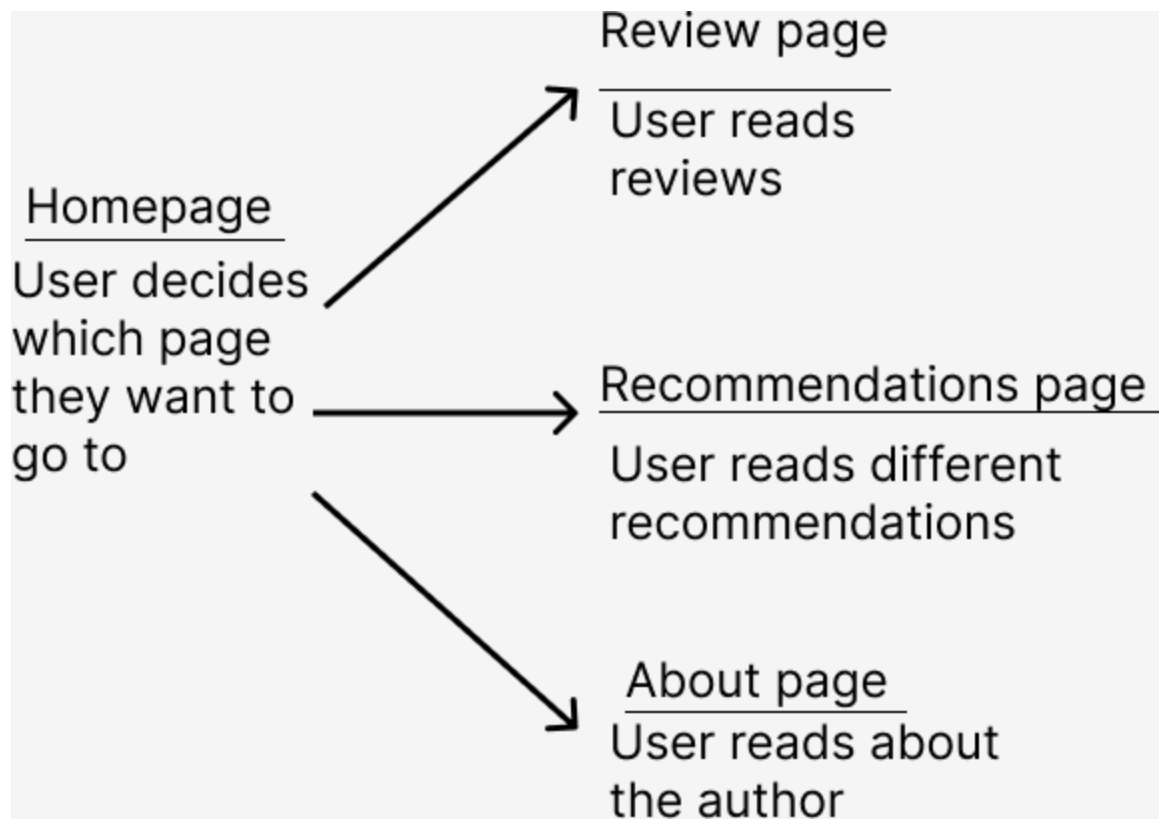 Homepage
User decides
which page
they want to
go to
Review page
User reads
reviews
Recommendations page
User reads different
recommendations
About page
User reads about
the author